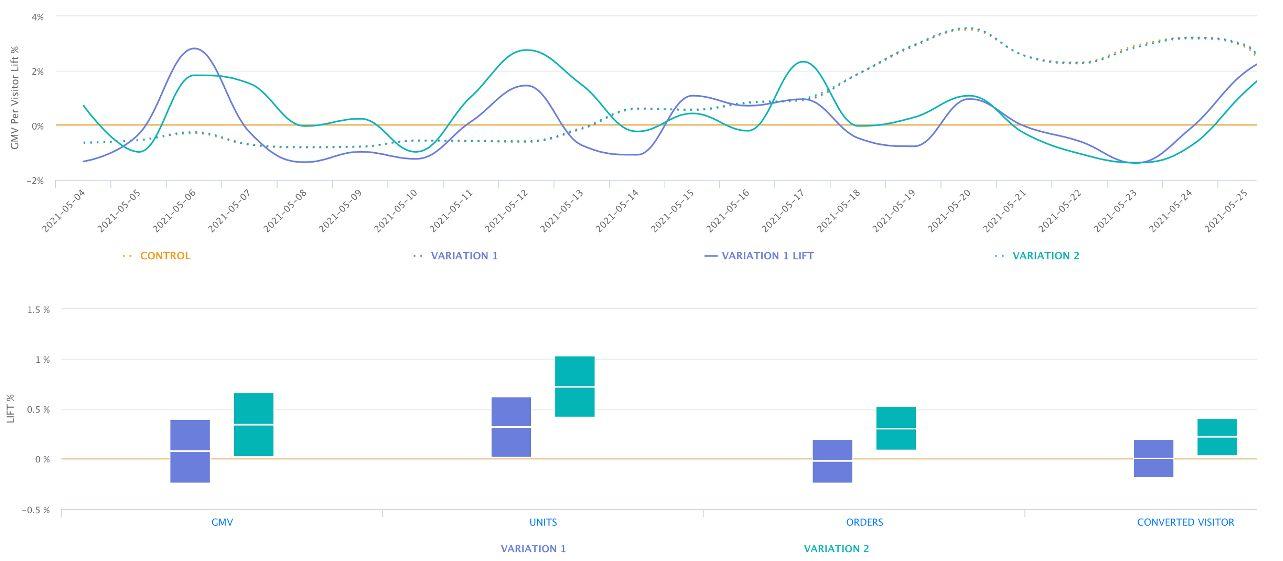 GMV Per Visitor Lift %
4%
2%
0%
-2%
2021-05-04
2021-05-05
2021-05-06
2021-05-07
2021-05-08
2021-05-09
2021-05-10
2021-05-11
2021-05-12
2021-05-13
2021-05-14
2021-05-15
2021-05-16
2021-05-17
2021-05-18
2021-05-19
2021-05-20
2021-05-21
2021-05-22
2021-05-23
2021-05-24
2021-05-25
CONTROL
VARIATION 1
VARIATION 1 LIFT
VARIATION 2
LIFT %
1.5 %
1 %
0.5 %
0 %
-0.5 %
GMV
UNITS
ORDERS
CONVERTED VISITOR
VARIATION 1
VARIATION 2